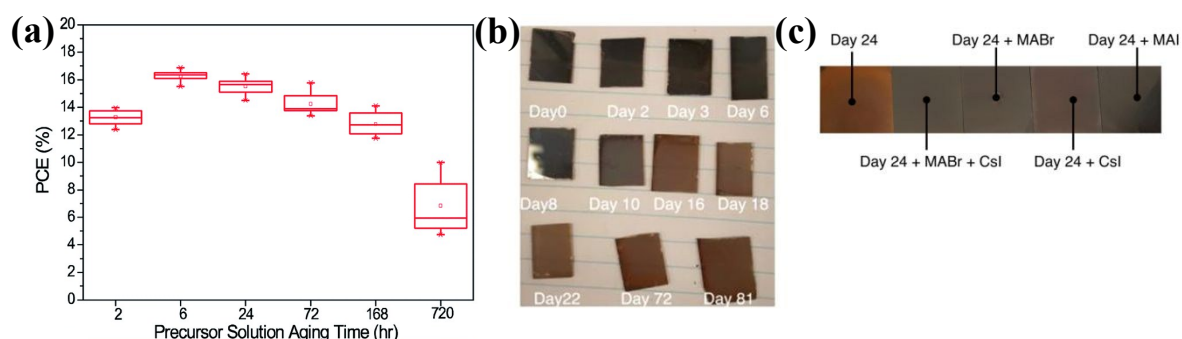 (a)
20
18
16
14
12
10
8
6
4
2
0
PCE (%)
2 6 24 72 168 720
Precursor Solution Aging Time (hr)
(b)
Day0 Day 2 Day 3 Day 6
Day8 Day 10 Day 16 Day 18
Day22 Day 72 Day 81
(c)
Day 24 Day 24 + MABr Day 24 + MAI
Day 24 + MABr + CsI Day 24 + CsI